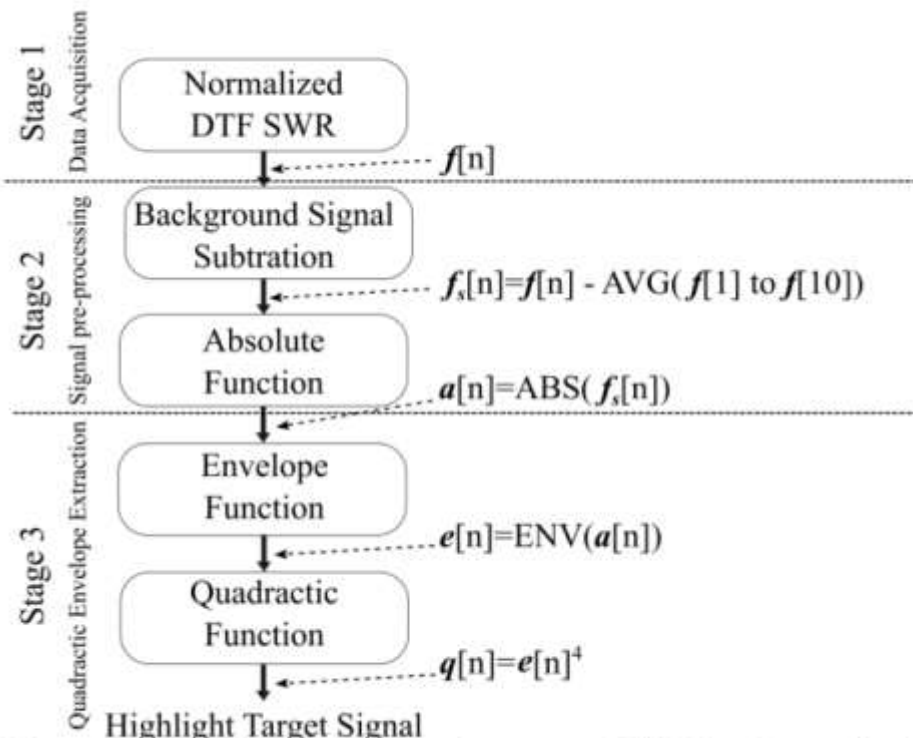 Stage 1
Data Acquisition
Normalized
DTF SWR
f[n]
Stage 2
Signal pre-processing
Background Signal
Subtration
fs[n]=f[n] - AVG( f[1] to f[10])
Absolute
Function
a[n]=ABS( fs[n])
Stage 3
Quadractic Envelope Extraction
Envelope
Function
e[n]=ENV(a[n])
Quadractic
Function
q[n]=e[n]⁴
Highlight Target Signal